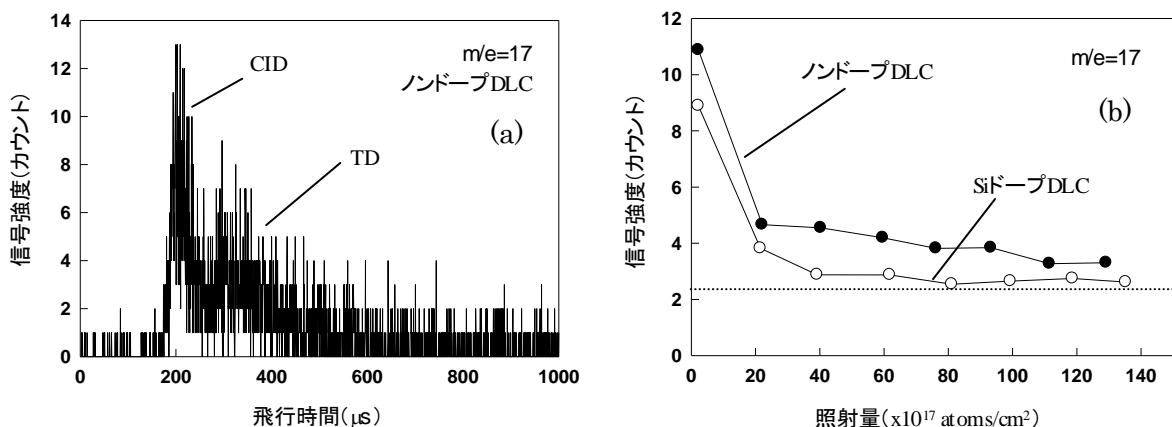 14
12
10
8
6
4
2
0
信号強度(カウント)
m/e=17
ノンドープDLC
(a)
CID
TD
0 200 400 600 800 1000
飛行時間(μs)
12
10
8
6
4
2
0
信号強度(カウント)
m/e=17
(b)
ノンドープDLC
SiドープDLC
0 20 40 60 80 100 120 140
照射量(x10¹⁷ atoms/cm²)